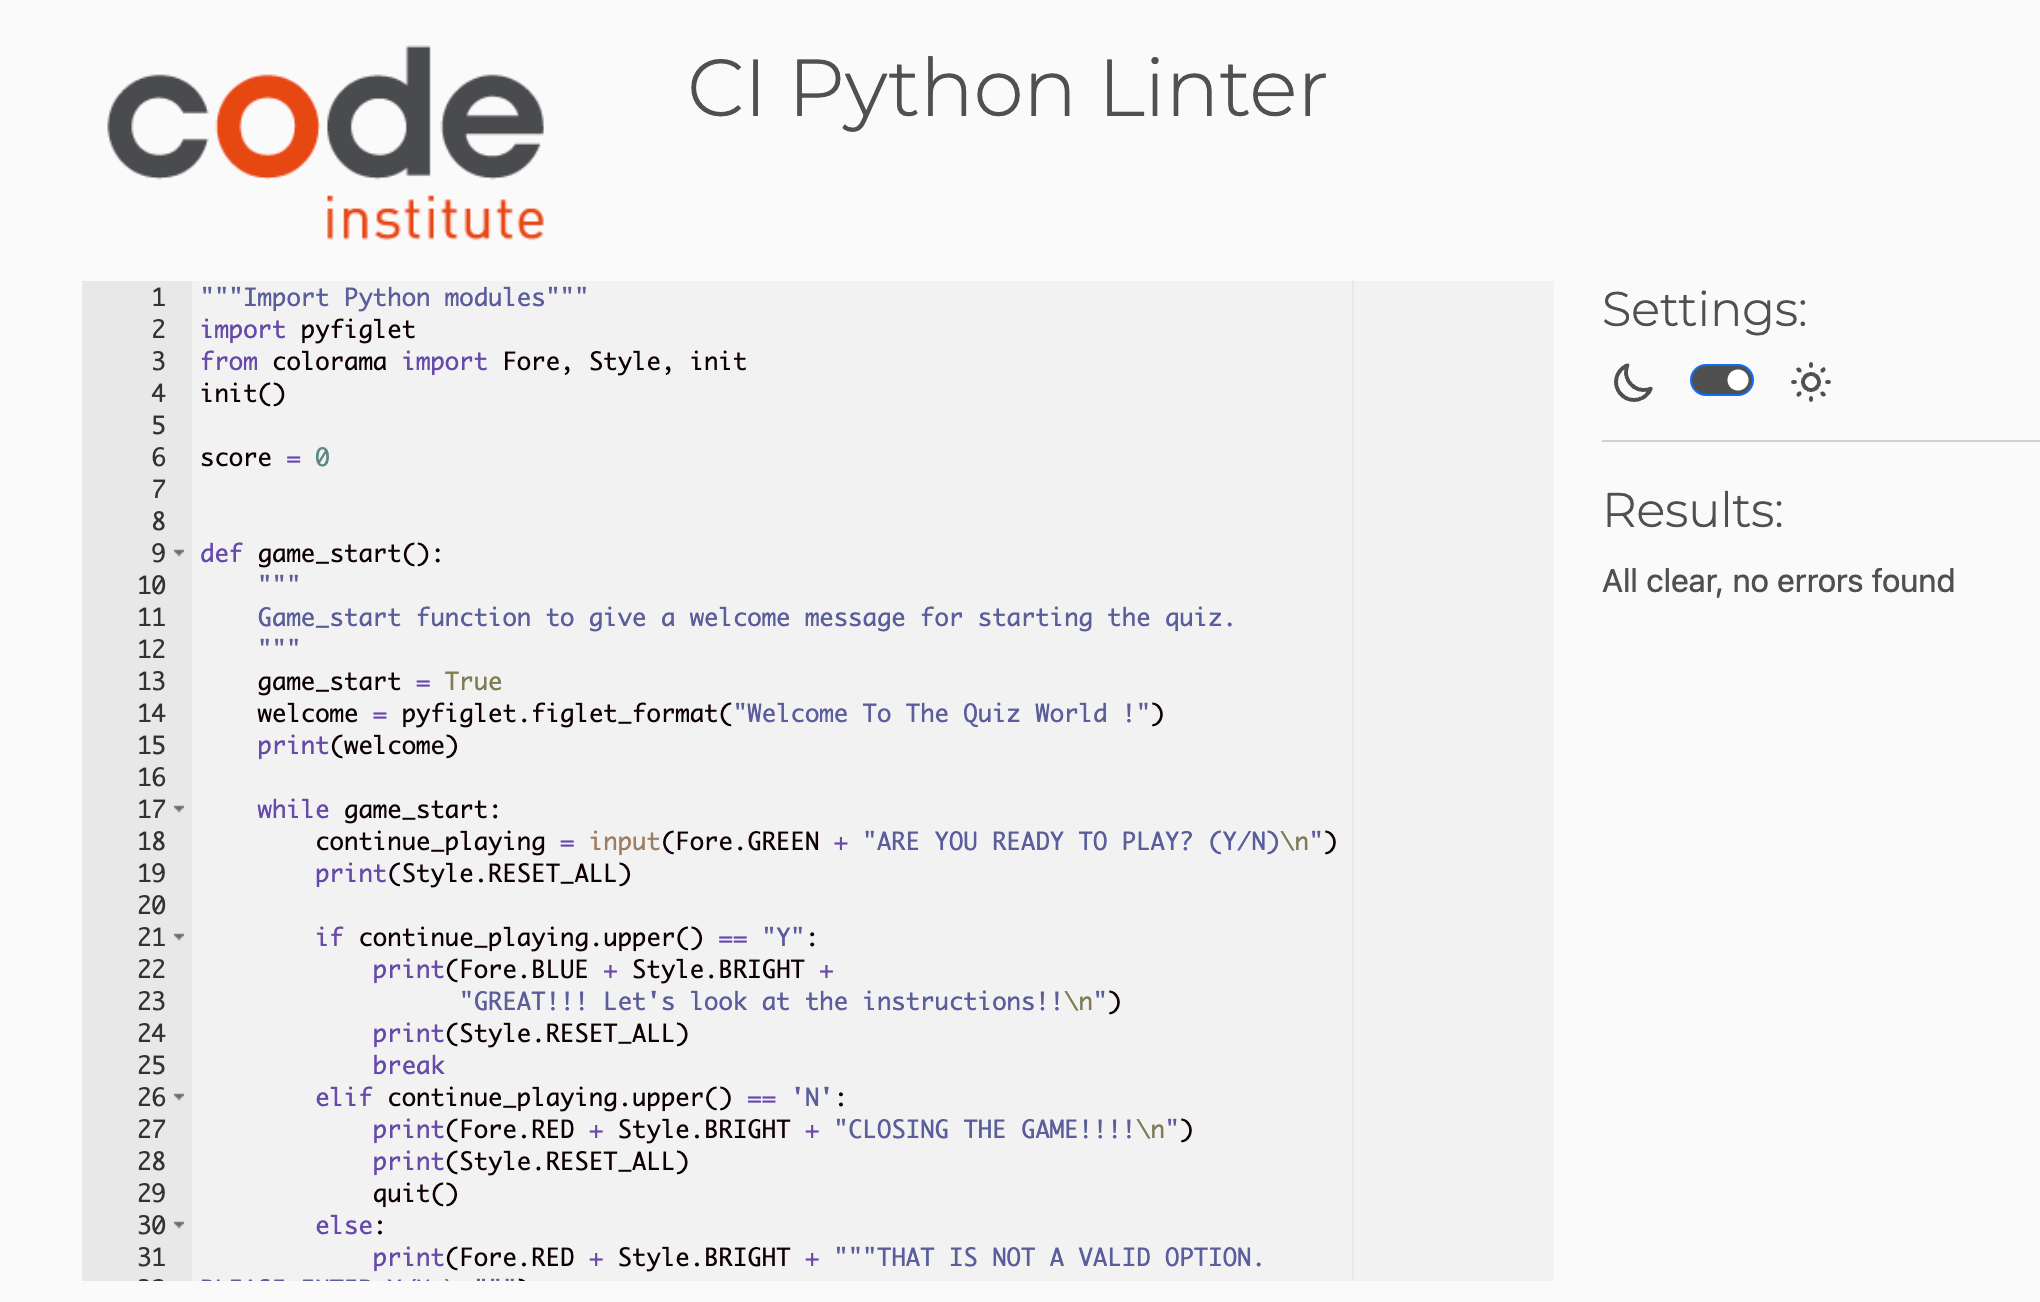 code
institute
CI Python Linter
1 """Import Python modules"""
2 import pyfiglet
3 from colorama import Fore, Style, init
4 init()
5
6 score = 0
7
8
9 def game_start():
10     """
11     Game_start function to give a welcome message for starting the quiz.
12     """
13     game_start = True
14     welcome = pyfiglet.figlet_format("Welcome To The Quiz World !")
15     print(welcome)
16
17     while game_start:
18         continue_playing = input(Fore.GREEN + "ARE YOU READY TO PLAY? (Y/N)\n")
19         print(Style.RESET_ALL)
20
21         if continue_playing.upper() == "Y":
22             print(Fore.BLUE + Style.BRIGHT +
23                   "GREAT!!! Let's look at the instructions!!\n")
24             print(Style.RESET_ALL)
25             break
26         elif continue_playing.upper() == 'N':
27             print(Fore.RED + Style.BRIGHT + "CLOSING THE GAME!!!!\n")
28             print(Style.RESET_ALL)
29             quit()
30         else:
31             print(Fore.RED + Style.BRIGHT + """THAT IS NOT A VALID OPTION.
Settings:
Results:
All clear, no errors found